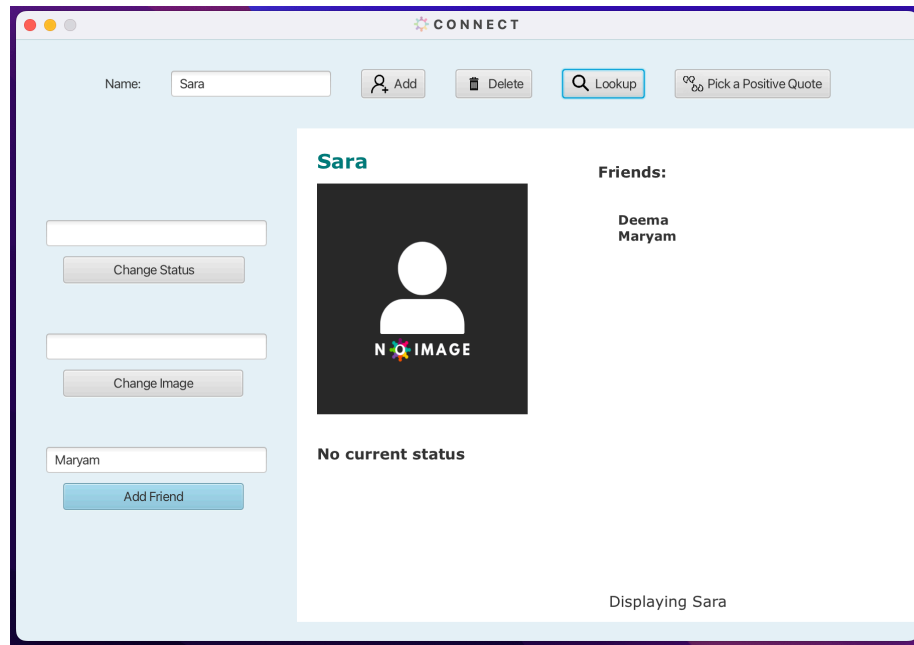 CONNECT
Name: Sara Add Delete Lookup Pick a Positive Quote
Sara
Friends:
Deema
Maryam
Change Status
NO IMAGE
Change Image
No current status
Maryam
Add Friend
Displaying Sara